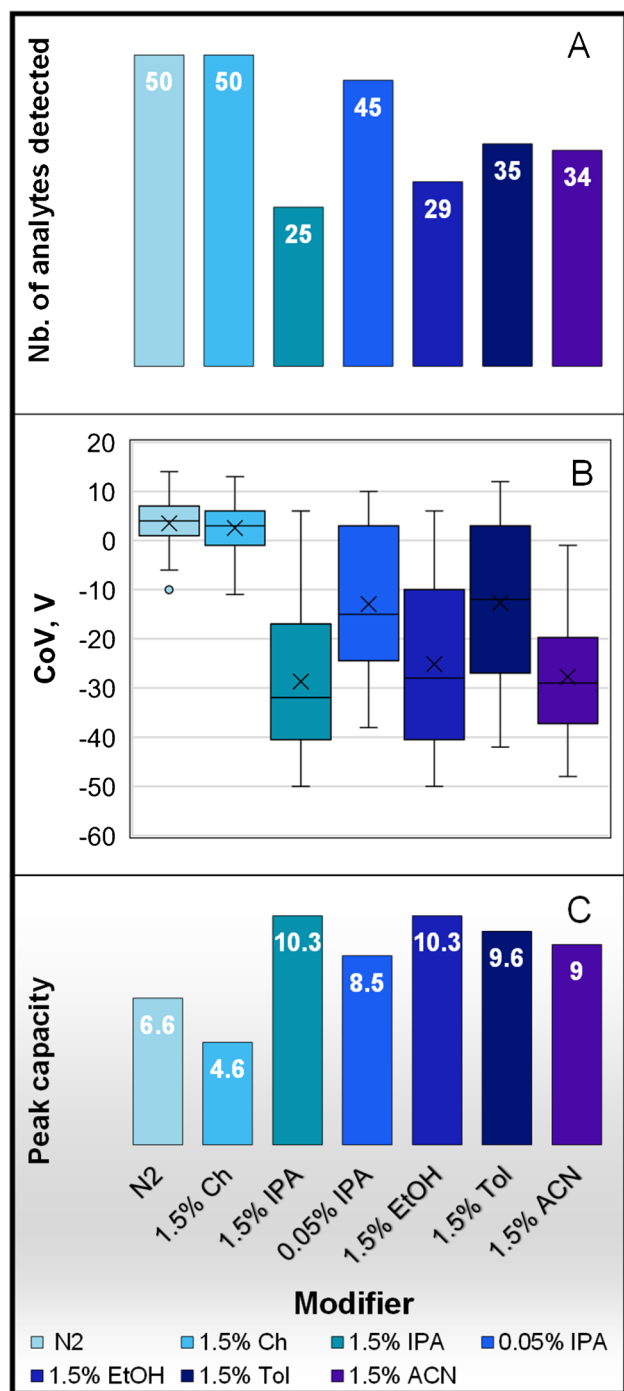 A
Nb. of analytes detected
50 50 25 45 29 35 34
B
CoV, V
20
10
0
-10
-20
-30
-40
-50
-60
C
Peak capacity
6.6 4.6 10.3 8.5 10.3 9.6 9
N2 1.5% Ch 1.5% IPA 0.05% IPA 1.5% EtOH 1.5% Tol 1.5% ACN
Modifier
N2 1.5% Ch 1.5% IPA 0.05% IPA
1.5% EtOH 1.5% Tol 1.5% ACN